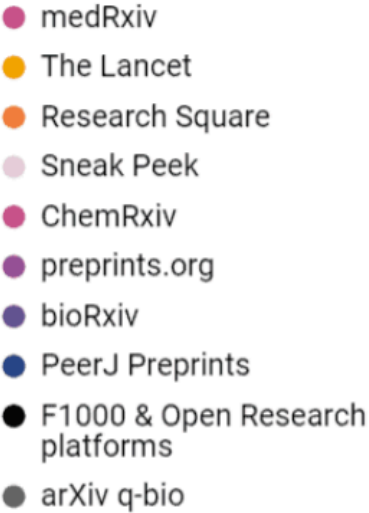 medRxiv
The Lancet
Research Square
Sneak Peek
ChemRxiv
preprints.org
bioRxiv
PeerJ Preprints
F1000 & Open Research
platforms
arXiv q-bio